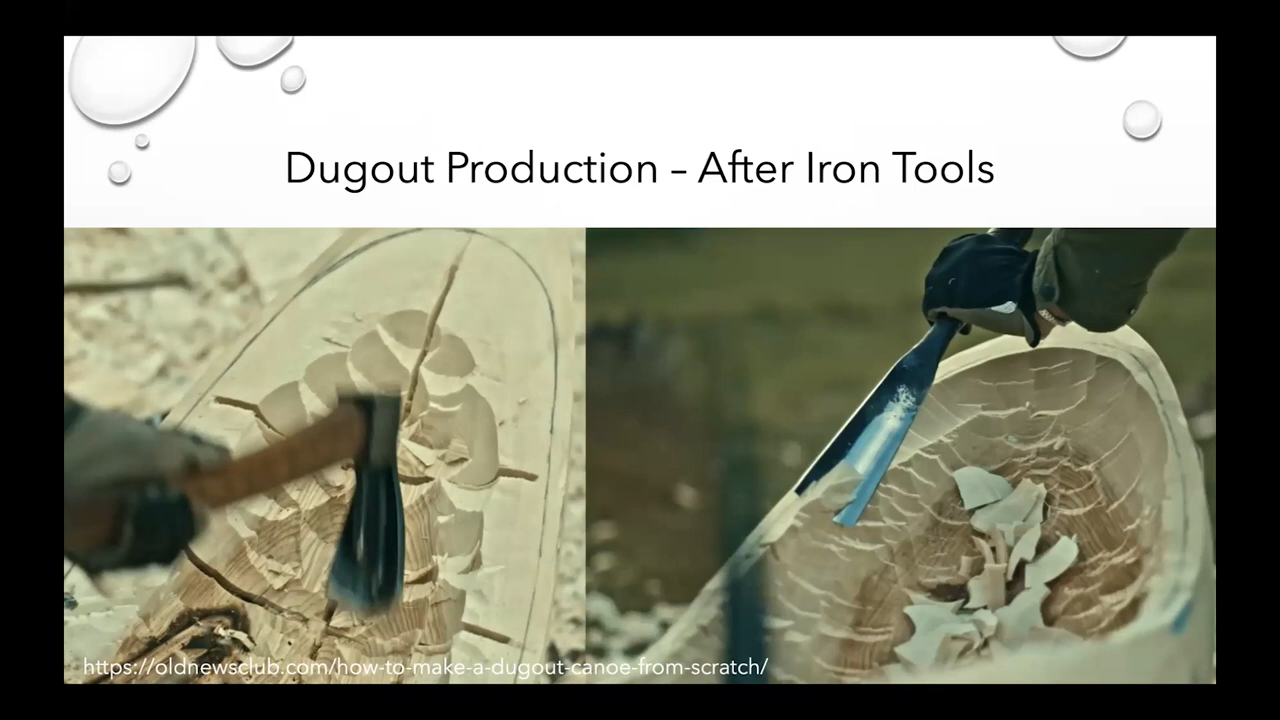 Dugout Production – After Iron Tools
https://oldnewsclub.com/how-to-make-a-dugout-canoe-from-scratch/